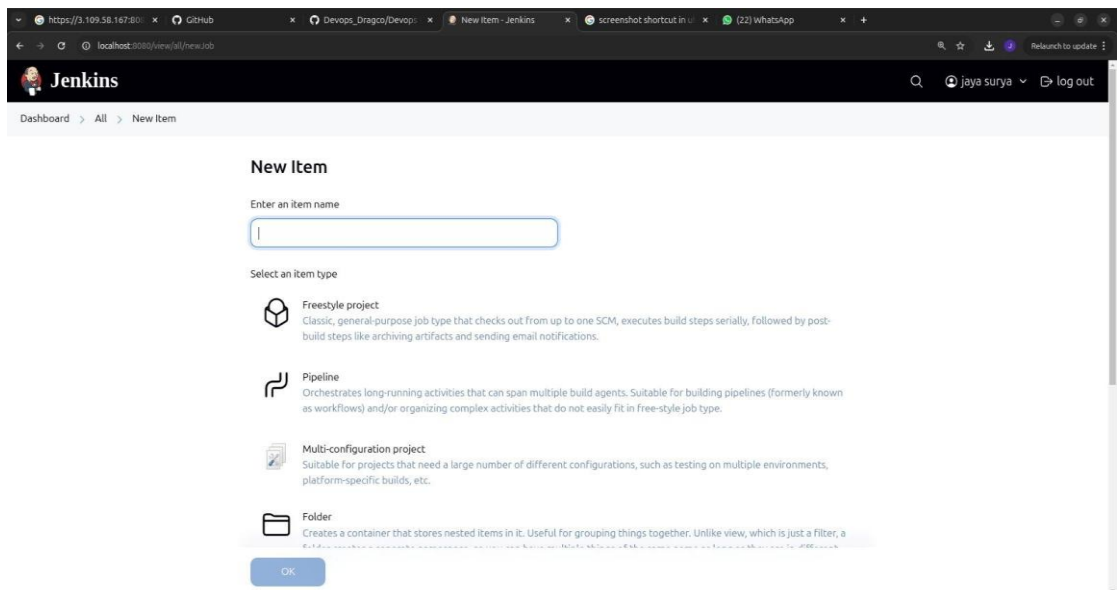 https://3.109.58.167:808
GitHub
Devops_Dragco/Devops
New Item - Jenkins
screenshot shortcut in u
(22) WhatsApp
localhost:8080/view/all/newJob
J
Relaunch to update
Jenkins
jaya surya
log out
Dashboard > All > New Item
New Item
Enter an item name
Select an item type
Freestyle project
Classic, general-purpose job type that checks out from up to one SCM, executes build steps serially, followed by post-
build steps like archiving artifacts and sending email notifications.
Pipeline
Orchestrates long-running activities that can span multiple build agents. Suitable for building pipelines (formerly known
as workflows) and/or organizing complex activities that do not easily fit in free-style job type.
Multi-configuration project
Suitable for projects that need a large number of different configurations, such as testing on multiple environments,
platform-specific builds, etc.
Folder
Creates a container that stores nested items in it. Useful for grouping things together. Unlike view, which is just a filter, a
OK